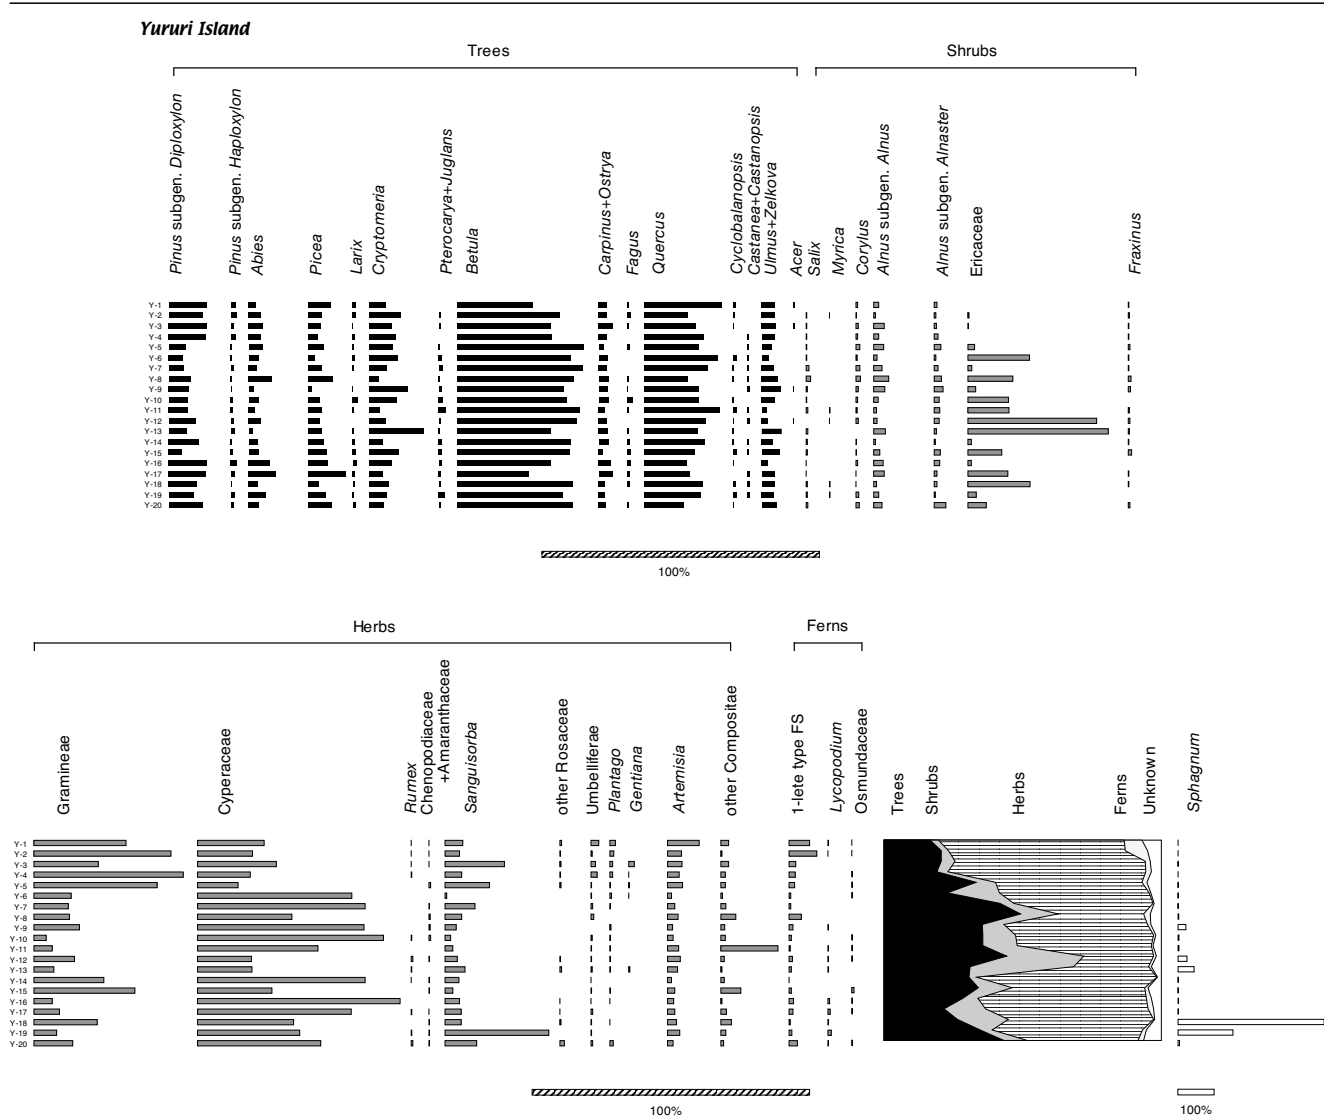 Yururi Island
Trees
Shrubs
Pinus subgen. Diploxylon
Pinus subgen. Haploxylon
Abies
Picea
Larix
Cryptomeria
Pterocarya+Juglans
Betula
Carpinus+Ostrya
Fagus
Quercus
Cyclobalanopsis
Castanea+Castanopsis
Ulmus+Zelkova
Acer
Salix
Myrica
Corylus
Alnus subgen. Alnus
Alnus subgen. Alnaster
Ericaceae
Fraxinus
Y-1
Y-2
Y-3
Y-4
Y-5
Y-6
Y-7
Y-8
Y-9
Y-10
Y-11
Y-12
Y-13
Y-14
Y-15
Y-16
Y-17
Y-18
Y-19
Y-20
100%
Herbs
Ferns
Gramineae
Cyperaceae
Rumex
Chenopodiaceae
+Amaranthaceae
Sanguisorba
other Rosaceae
Umbelliferae
Plantago
Gentiana
Artemisia
other Compositae
1-lete type FS
Lycopodium
Osmundaceae
Trees
Shrubs
Herbs
Ferns
Unknown
Sphagnum
Y-1
Y-2
Y-3
Y-4
Y-5
Y-6
Y-7
Y-8
Y-9
Y-10
Y-11
Y-12
Y-13
Y-14
Y-15
Y-16
Y-17
Y-18
Y-19
Y-20
100%
100%